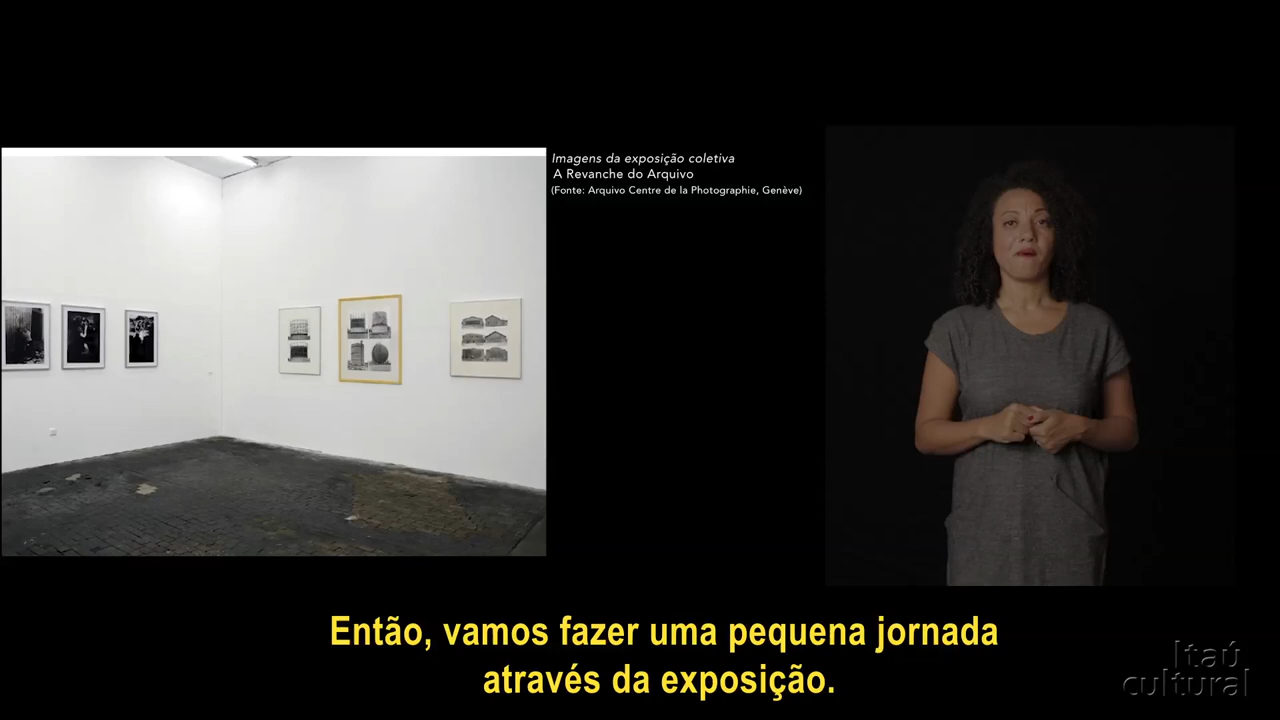 Imagens da exposição coletiva
A Revanche do Arquivo
(Fonte: Arquivo Centre de la Photographie, Genève)
Então, vamos fazer uma pequena jornada
através da exposição.
Itaú
cultural